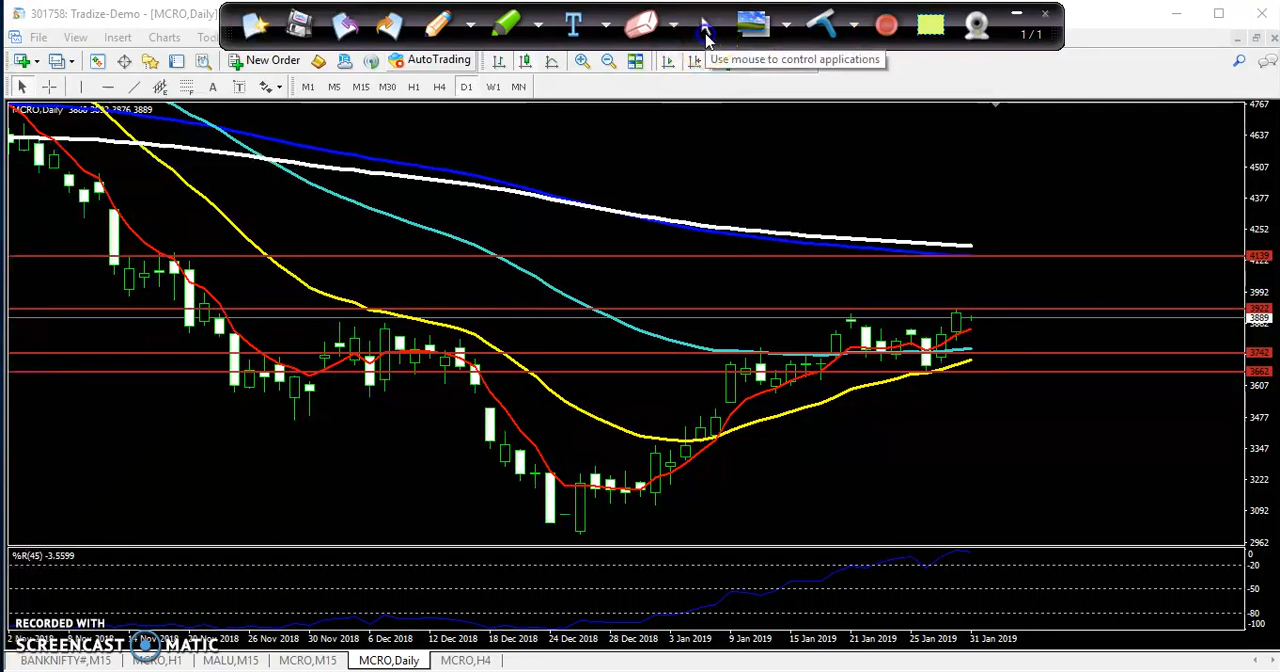 301758: Tradize-Demo - [MCRO,Daily]
1 / 1
File View Insert Charts
Use mouse to control applications
New Order AutoTrading
A T M1 M5 M15 M30 H1 H4 D1 W1 MN
MCRO,Daily 3889
4767
4637
4507
4377
4252
4139
3992
3922
3889
3742
3662
3607
3477
3347
3222
3092
2962
%R(45) -3.5599
0
-20
-50
-80
-100
26 Nov 2018 30 Nov 2018 6 Dec 2018 12 Dec 2018 18 Dec 2018 24 Dec 2018 28 Dec 2018 3 Jan 2019 9 Jan 2019 15 Jan 2019 21 Jan 2019 25 Jan 2019 31 Jan 2019
RECORDED WITH
SCREENCAST MATIC
BANKNIFTY#,M15 MCRO,H1 MALU,M15 MCRO,M15 MCRO,Daily MCRO,H4